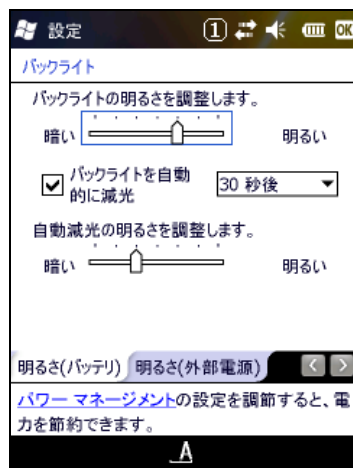 設定 1 OK
バックライト
バックライトの明るさを調整します。
暗い 明るい
バックライトを自動
的に減光
30 秒後
自動減光の明るさを調整します。
暗い 明るい
明るさ(バッテリ) 明るさ(外部電源)
パワー マネージメントの設定を調節すると、電
力を節約できます。
A